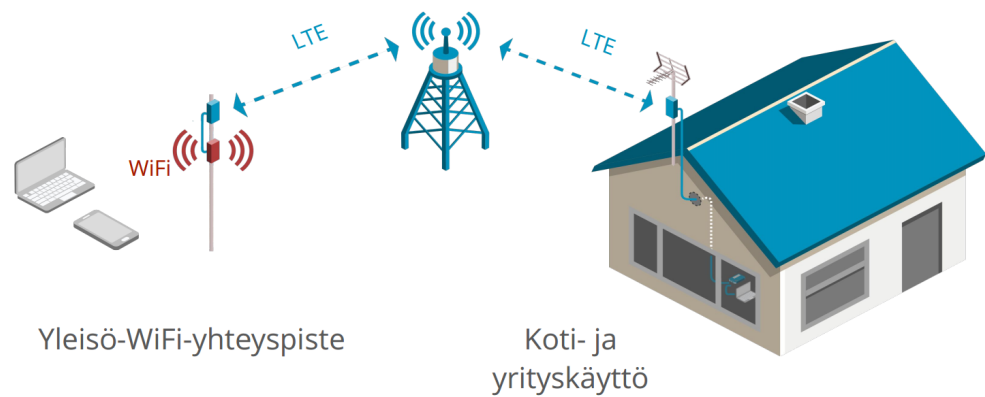 LTE
LTE
WiFi
Yleisö-WiFi-yhteyspiste
Koti- ja
yrityskäyttö